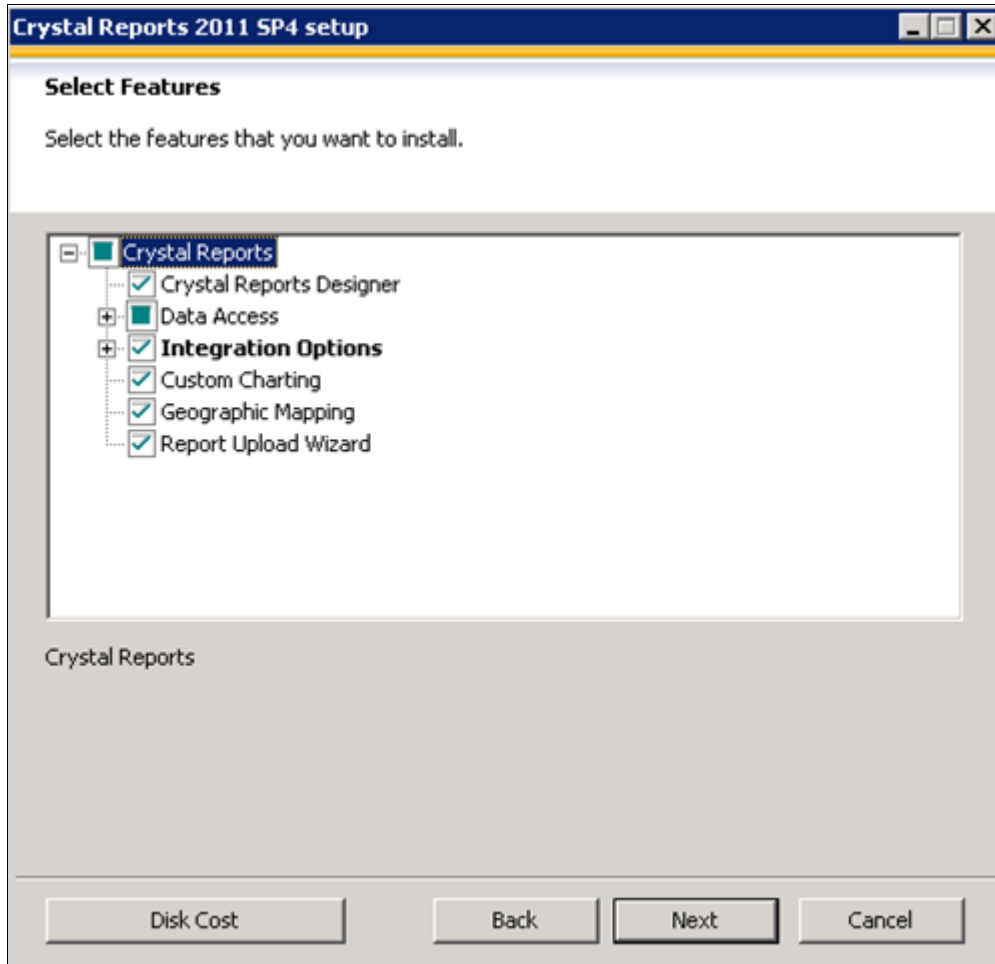 Crystal Reports 2011 SP4 setup
Select Features
Select the features that you want to install.
Crystal Reports
Crystal Reports Designer
Data Access
Integration Options
Custom Charting
Geographic Mapping
Report Upload Wizard
Crystal Reports
Disk Cost Back Next Cancel